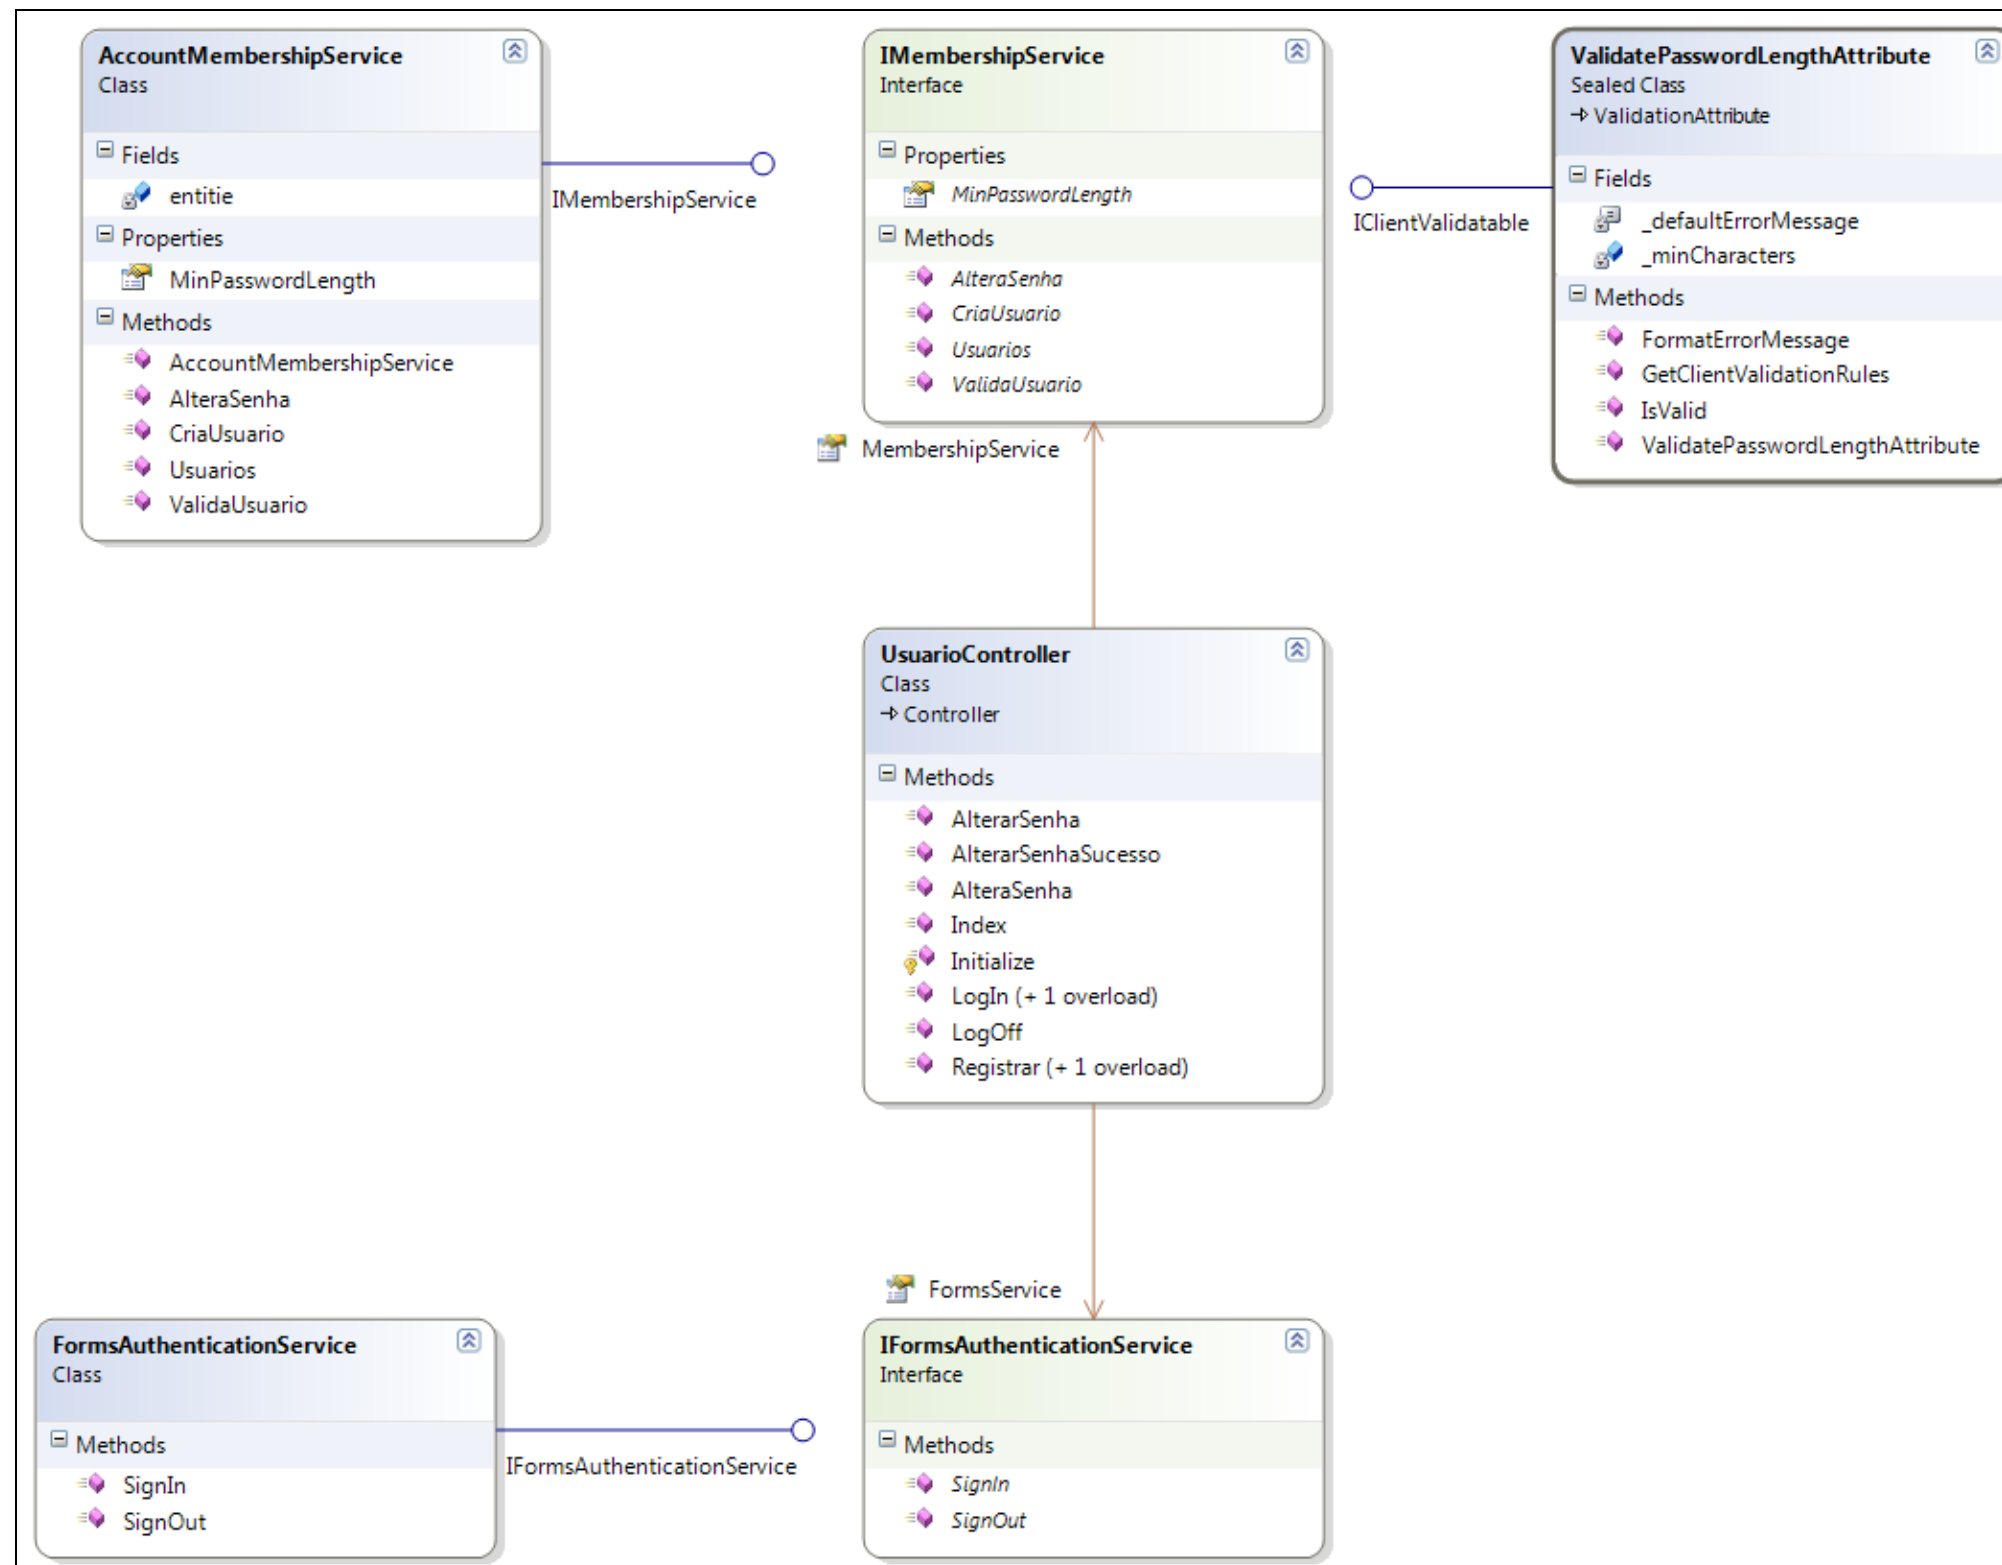 AccountMembershipService
Class
Fields
entitie
Properties
MinPasswordLength
Methods
AccountMembershipService
AlteraSenha
CriaUsuario
Usuarios
ValidaUsuario
IMembershipService
IMembershipService
Interface
Properties
MinPasswordLength
Methods
AlteraSenha
CriaUsuario
Usuarios
ValidaUsuario
IClientValidatable
ValidatePasswordLengthAttribute
Sealed Class
ValidationAttribute
Fields
_defaultErrorMessage
_minCharacters
Methods
FormatErrorMessage
GetClientValidationRules
IsValid
ValidatePasswordLengthAttribute
MembershipService
UsuarioController
Class
Controller
Methods
AlterarSenha
AlterarSenhaSucesso
AlteraSenha
Index
Initialize
LogIn (+ 1 overload)
LogOff
Registrar (+ 1 overload)
FormsService
FormsAuthenticationService
Class
Methods
SignIn
SignOut
IFormsAuthenticationService
IFormsAuthenticationService
Interface
Methods
SignIn
SignOut